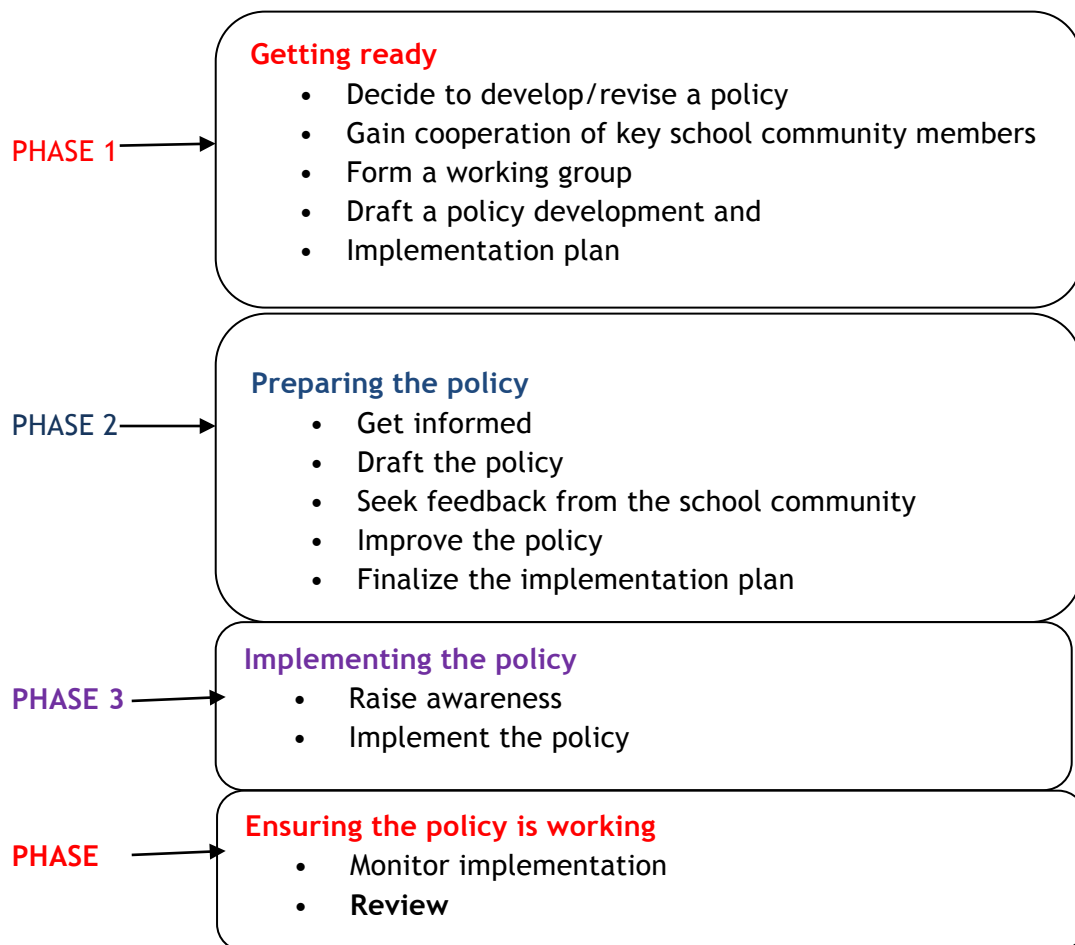 Getting ready
• Decide to develop/revise a policy
PHASE 1
• Gain cooperation of key school community members
• Form a working group
• Draft a policy development and
• Implementation plan
Preparing the policy
PHASE 2
• Get informed
• Draft the policy
• Seek feedback from the school community
• Improve the policy
• Finalize the implementation plan
Implementing the policy
PHASE 3
• Raise awareness
• Implement the policy
Ensuring the policy is working
PHASE
• Monitor implementation
• Review